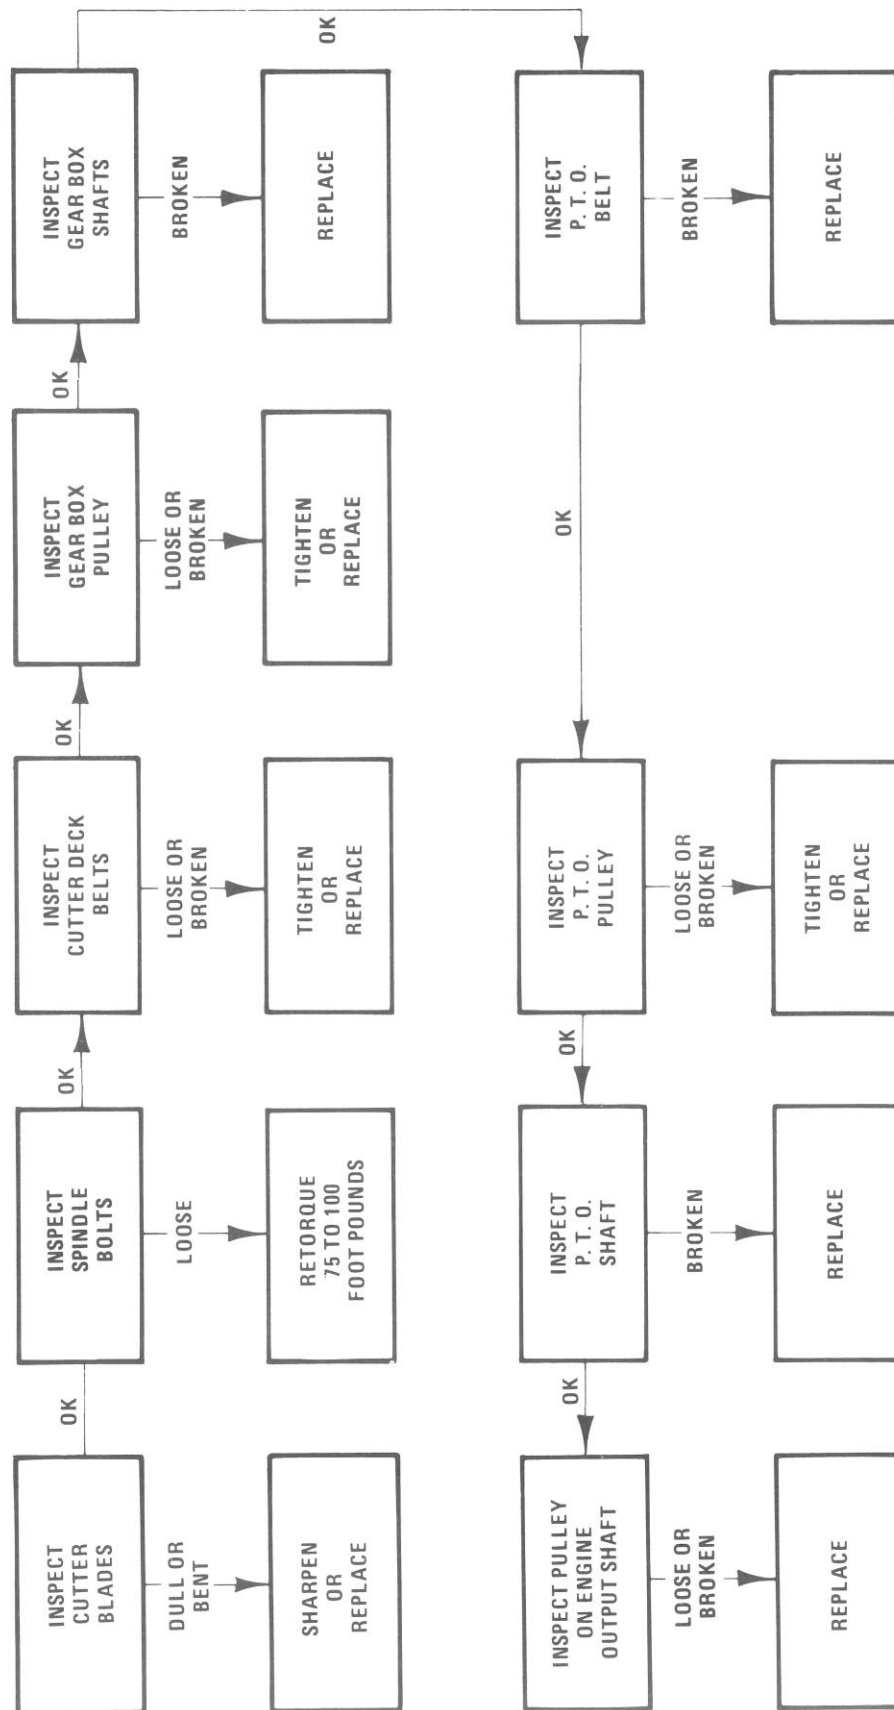 INSPECT
CUTTER
BLADES
OK
DULL OR
BENT
SHARPEN
OR
REPLACE
INSPECT
SPINDLE
BOLTS
OK
LOOSE
RETORQUE
75 TO 100
FOOT POUNDS
INSPECT
CUTTER DECK
BELTS
OK
LOOSE OR
BROKEN
TIGHTEN
OR
REPLACE
INSPECT
GEAR BOX
PULLEY
OK
LOOSE OR
BROKEN
TIGHTEN
OR
REPLACE
INSPECT
GEAR BOX
SHAFTS
OK
BROKEN
REPLACE
INSPECT
P. T. O.
BELT
OK
BROKEN
REPLACE
INSPECT
P. T. O.
PULLEY
OK
LOOSE OR
BROKEN
TIGHTEN
OR
REPLACE
INSPECT
P. T. O.
SHAFT
OK
BROKEN
REPLACE
INSPECT PULLEY
ON ENGINE
OUTPUT SHAFT
LOOSE OR
BROKEN
REPLACE